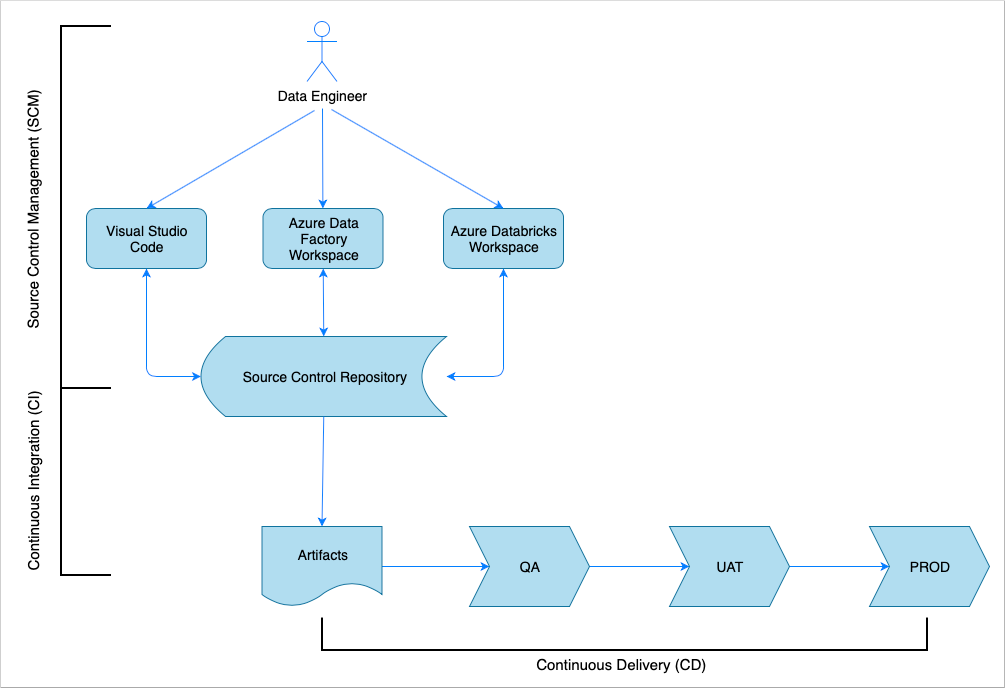 Data Engineer
Source Control Management (SCM)
Visual Studio
Code
Azure Data
Factory
Workspace
Azure Databricks
Workspace
Source Control Repository
Continuous Integration (CI)
Artifacts
QA
UAT
PROD
Continuous Delivery (CD)